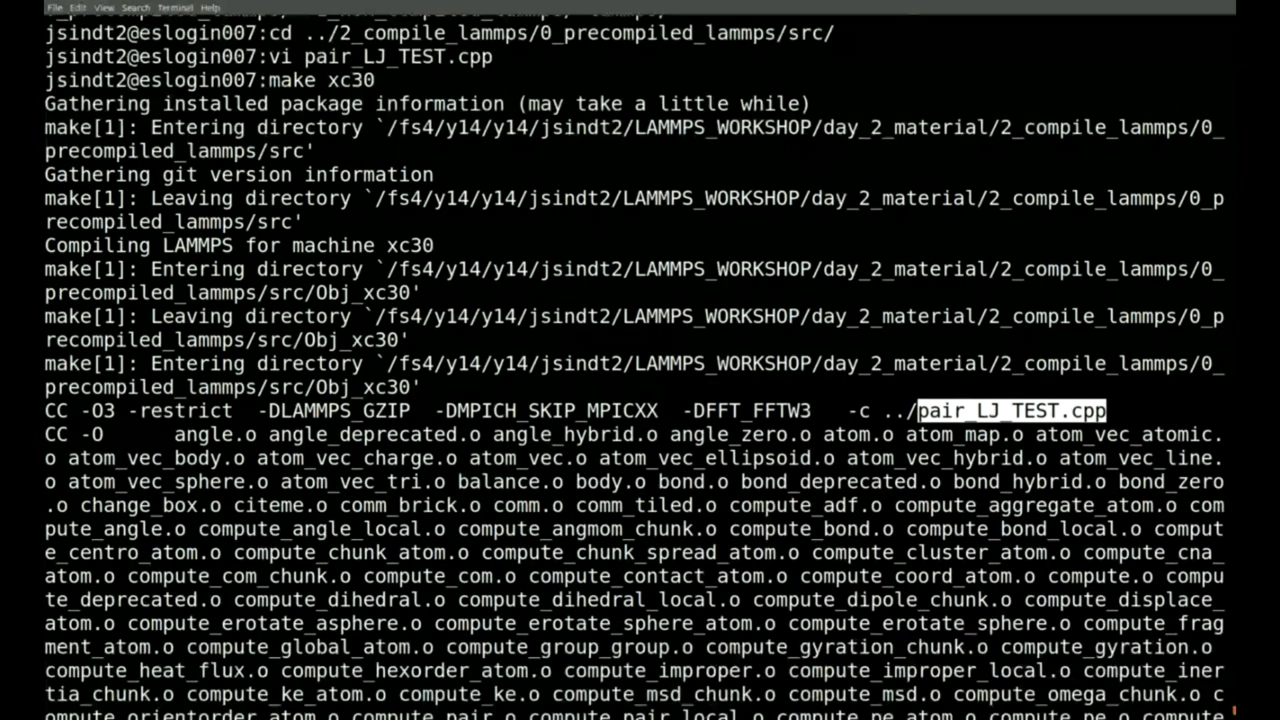 File Edit View Search Terminal Help
jsindt2@eslogin007:cd ../2_compile_lammps/0_precompiled_lammps/src/
jsindt2@eslogin007:vi pair_LJ_TEST.cpp
jsindt2@eslogin007:make xc30
Gathering installed package information (may take a little while)
make[1]: Entering directory `/fs4/y14/y14/jsindt2/LAMMPS_WORKSHOP/day_2_material/2_compile_lammps/0_
precompiled_lammps/src'
Gathering git version information
make[1]: Leaving directory `/fs4/y14/y14/jsindt2/LAMMPS_WORKSHOP/day_2_material/2_compile_lammps/0_p
recompiled_lammps/src'
Compiling LAMMPS for machine xc30
make[1]: Entering directory `/fs4/y14/y14/jsindt2/LAMMPS_WORKSHOP/day_2_material/2_compile_lammps/0_
precompiled_lammps/src/Obj_xc30'
make[1]: Leaving directory `/fs4/y14/y14/jsindt2/LAMMPS_WORKSHOP/day_2_material/2_compile_lammps/0_p
recompiled_lammps/src/Obj_xc30'
make[1]: Entering directory `/fs4/y14/y14/jsindt2/LAMMPS_WORKSHOP/day_2_material/2_compile_lammps/0_
precompiled_lammps/src/Obj_xc30'
CC -O3 -restrict  -DLAMMPS_GZIP  -DMPICH_SKIP_MPICXX  -DFFT_FFTW3   -c ../pair_LJ_TEST.cpp
CC -O      angle.o angle_deprecated.o angle_hybrid.o angle_zero.o atom.o atom_map.o atom_vec_atomic.
o atom_vec_body.o atom_vec_charge.o atom_vec.o atom_vec_ellipsoid.o atom_vec_hybrid.o atom_vec_line.
o atom_vec_sphere.o atom_vec_tri.o balance.o body.o bond.o bond_deprecated.o bond_hybrid.o bond_zero
.o change_box.o citeme.o comm_brick.o comm.o comm_tiled.o compute_adf.o compute_aggregate_atom.o com
pute_angle.o compute_angle_local.o compute_angmom_chunk.o compute_bond.o compute_bond_local.o comput
e_centro_atom.o compute_chunk_atom.o compute_chunk_spread_atom.o compute_cluster_atom.o compute_cna_
atom.o compute_com_chunk.o compute_com.o compute_contact_atom.o compute_coord_atom.o compute.o compu
te_deprecated.o compute_dihedral.o compute_dihedral_local.o compute_dipole_chunk.o compute_displace_
atom.o compute_erotate_asphere.o compute_erotate_sphere_atom.o compute_erotate_sphere.o compute_frag
ment_atom.o compute_global_atom.o compute_group_group.o compute_gyration_chunk.o compute_gyration.o
compute_heat_flux.o compute_hexorder_atom.o compute_improper.o compute_improper_local.o compute_iner
tia_chunk.o compute_ke_atom.o compute_ke.o compute_msd_chunk.o compute_msd.o compute_omega_chunk.o c
ompute_orientorder_atom.o compute_pair.o compute_pair_local.o compute_pe_atom.o compute_pe.o compute